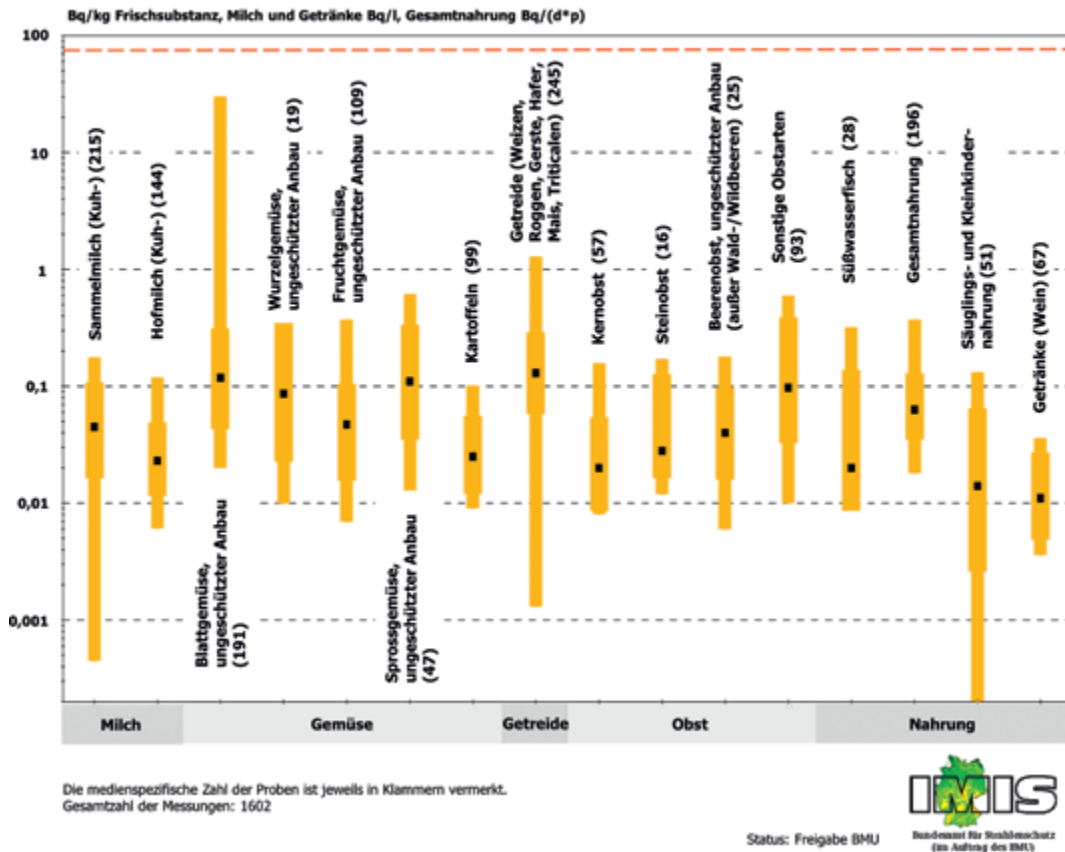 Bq/kg Frischsubstanz, Milch und Getränke Bq/l, Gesamtnahrung Bq/(d*p)
100
10
1
0,1
0,01
0,001
Sammelmilch (Kuh-) (215)
Hofmilch (Kuh-) (144)
Blattgemüse,
ungeschützter Anbau
(191)
Wurzelgemüse,
ungeschützter Anbau (19)
Fruchtgemüse,
ungeschützter Anbau (109)
Sprossgemüse,
ungeschützter Anbau
(47)
Kartoffeln (99)
Getreide (Weizen,
Roggen, Gerste, Hafer,
Mais, Triticalen) (245)
Kernobst (57)
Steinobst (16)
Beerenobst, ungeschützter Anbau
(außer Wald-/Wildbeeren) (25)
Sonstige Obstarten
(93)
Süßwasserfisch (28)
Gesamtnahrung (196)
Säuglings- und Kleinkinder-
nahrung (51)
Getränke (Wein) (67)
Milch
Gemüse
Getreide
Obst
Nahrung
Die medienspezifische Zahl der Proben ist jeweils in Klammern vermerkt.
Gesamtzahl der Messungen: 1602
Status: Freigabe BMU
IMIS
Bundesamt für Strahlenschutz
(im Auftrag des BMU)